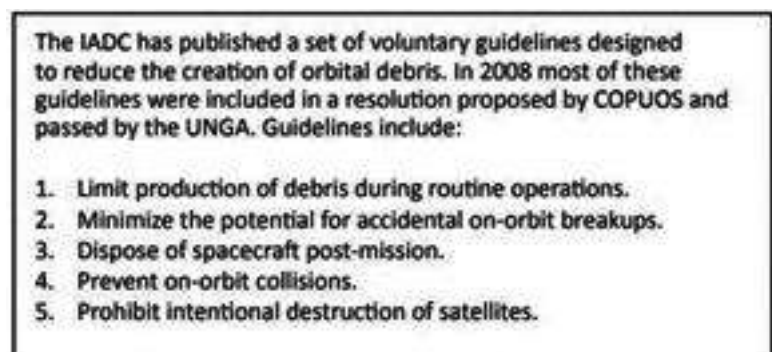 The IADC has published a set of voluntary guidelines designed
to reduce the creation of orbital debris. In 2008 most of these
guidelines were included in a resolution proposed by COPUOS and
passed by the UNGA. Guidelines include:
1. Limit production of debris during routine operations.
2. Minimize the potential for accidental on-orbit breakups.
3. Dispose of spacecraft post-mission.
4. Prevent on-orbit collisions.
5. Prohibit intentional destruction of satellites.